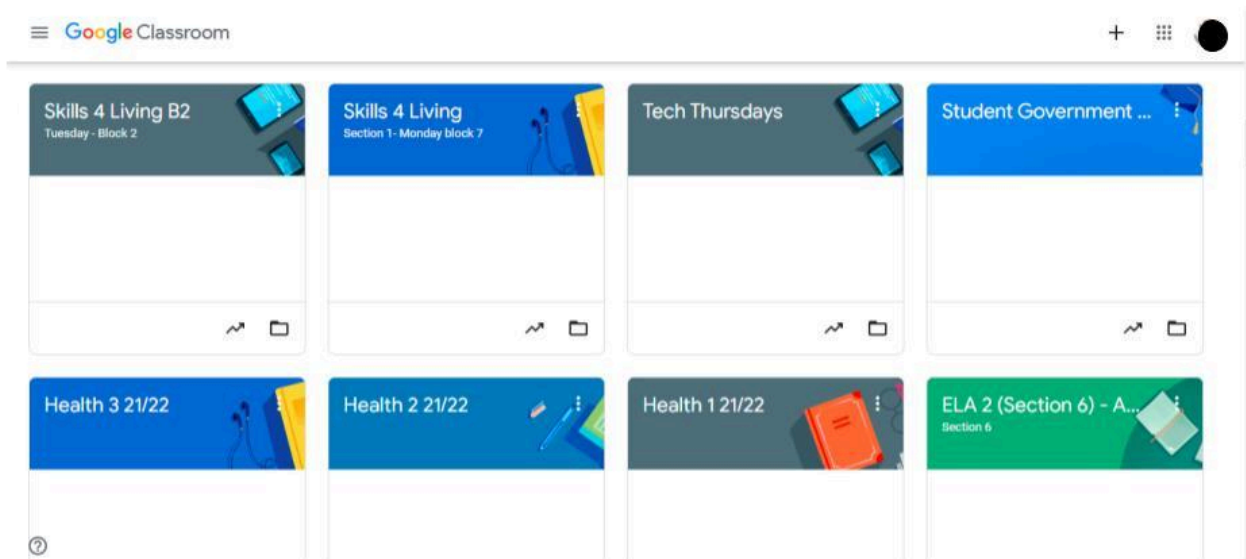 Google Classroom
Skills 4 Living B2
Tuesday - Block 2
Skills 4 Living
Section 1- Monday block 7
Tech Thursdays
Student Government ...
Health 3 21/22
Health 2 21/22
Health 1 21/22
ELA 2 (Section 6) - A...
Section 6